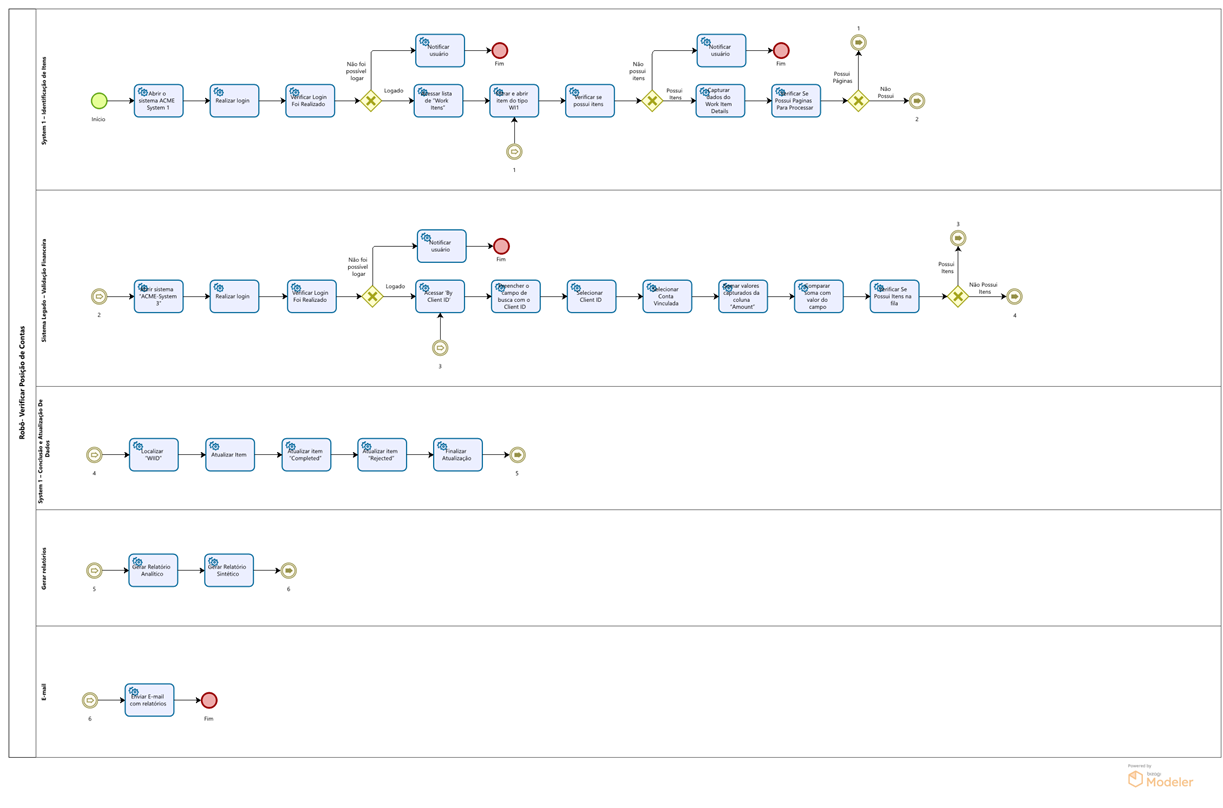 Robô- Verificar Posição de Contas
System 1 – Identificação de Itens
Início
Abrir o
sistema ACME
System 1
Realizar login
Verificar Login
Foi Realizado
Não foi
possível
logar
Logado
Notificar
usuário
Fim
Acessar lista
de "Work
Itens"
item do tipo
WI1
1
Verificar se
possui itens
Não
possui
itens
Possui
Itens
Notificar
usuário
Fim
Capturar
dados do
Work Item
Details
Verificar Se
Possui Paginas
Para Processar
Possui
Páginas
1
Não
Possui
2
Sistema Legado – Validação Financeira
2
Abrir sistema
"ACME-System
3"
Realizar login
Verificar Login
Foi Realizado
Não foi
possível
logar
Logado
Notificar
usuário
Fim
Acessar 'By
Client ID'
3
Preencher o
campo de
busca com o
Client ID
Selecionar
Client ID
Selecionar
Conta
Vinculada
Somar valores
capturados da
coluna
"Amount"
Comparar
soma com
valor do
campo
Verificar Se
Possui Itens na
fila
Possui
Itens
3
Não Possui
Itens
4
System 1 – Conclusão e Atualização De
Dados
4
Localizar
"WIID"
Atualizar Item
Atualizar item
"Completed"
Atualizar item
"Rejected"
Finalizar
Atualização
5
Gerar relatórios
5
Gerar Relatório
Analítico
Gerar Relatório
Sintético
6
E-mail
6
Enviar E-mail
com relatórios
Fim
Powered by
bizagi
Modeler